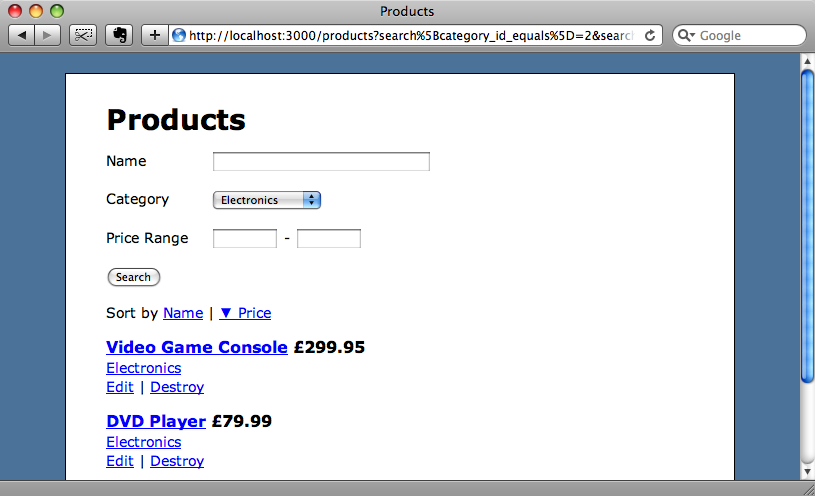 Products
http://localhost:3000/products?search%5Bcategory_id_equals%5D=2&searc
Google
Products
Name
Category Electronics
Price Range -
Search
Sort by Name | ▼ Price
Video Game Console £299.95
Electronics
Edit | Destroy
DVD Player £79.99
Electronics
Edit | Destroy